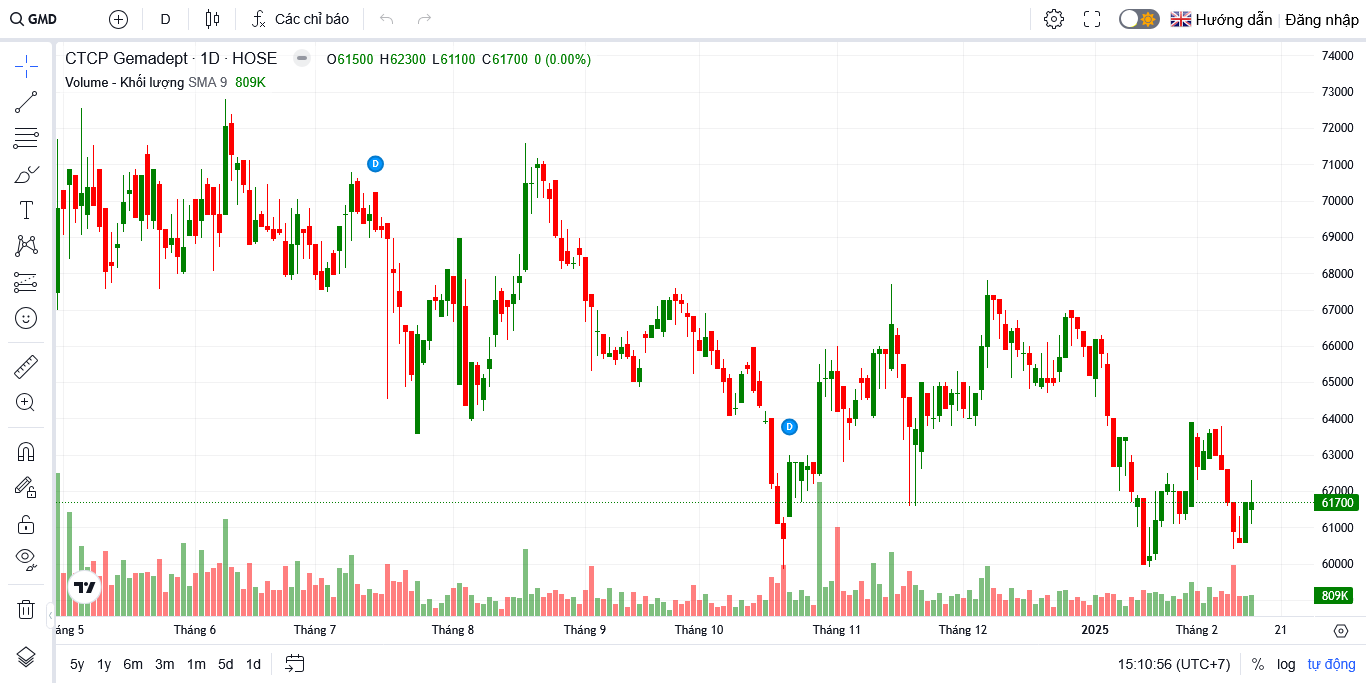 GMD D Các chỉ báo Hướng dẫn Đăng nhập
CTCP Gemadept · 1D · HOSE O61500 H62300 L61100 C61700 0 (0.00%)
Volume - Khối lượng SMA 9 809K
74000
73000
72000
71000
70000
69000
68000
67000
66000
65000
64000
63000
62000
61700
61000
60000
809K
D
D
T
áng 5 Tháng 6 Tháng 7 Tháng 8 Tháng 9 Tháng 10 Tháng 11 Tháng 12 2025 Tháng 2 21
5y 1y 6m 3m 1m 5d 1d 15:10:56 (UTC+7) % log tự động